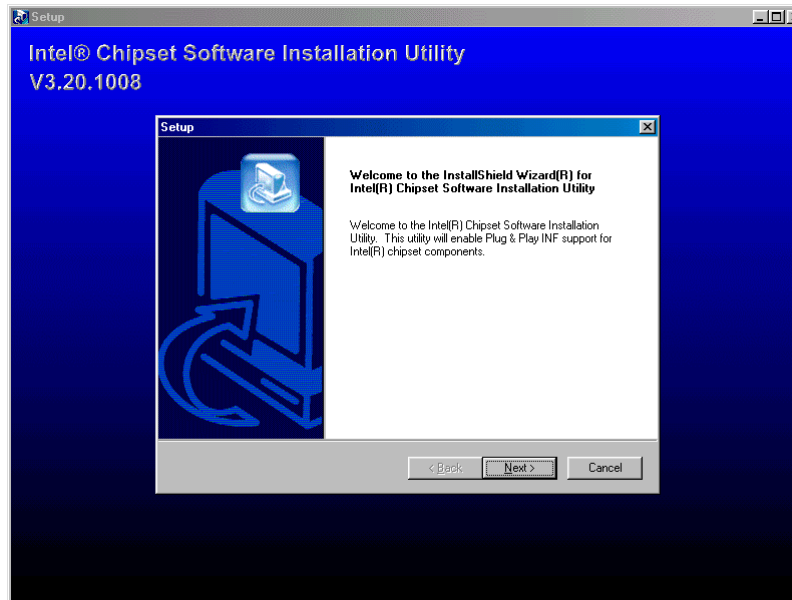 Setup
Intel® Chipset Software Installation Utility
V3.20.1008
Setup
Welcome to the InstallShield Wizard(R) for
Intel(R) Chipset Software Installation Utility
Welcome to the Intel(R) Chipset Software Installation
Utility. This utility will enable Plug & Play INF support for
Intel(R) chipset components.
< Back
Next >
Cancel